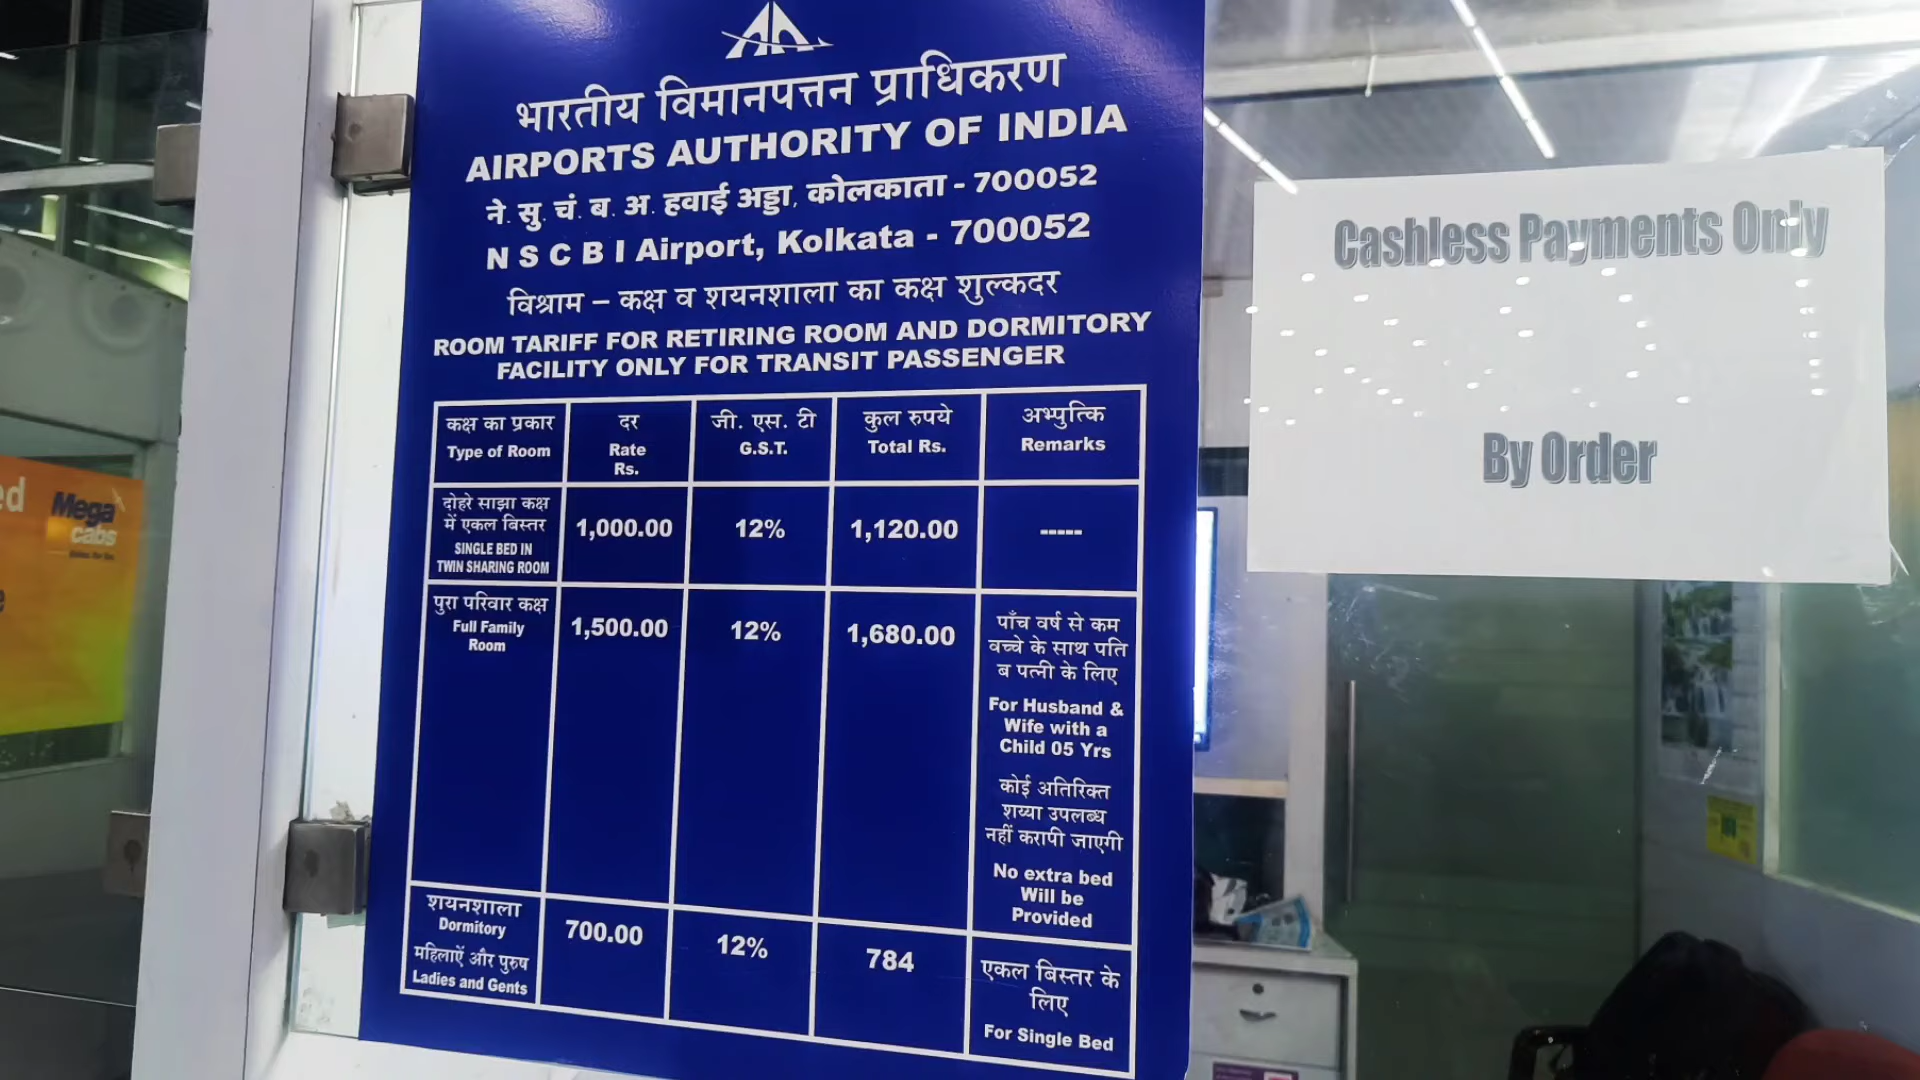 भारतीय विमानपत्तन प्राधिकरण
AIRPORTS AUTHORITY OF INDIA
ने. सु. चं. ब. अ. हवाई अड्डा, कोलकाता - 700052
N S C B I Airport, Kolkata - 700052
विश्राम – कक्ष व शयनशाला का कक्ष शुल्कदर
ROOM TARIFF FOR RETIRING ROOM AND DORMITORY
FACILITY ONLY FOR TRANSIT PASSENGER
कक्ष का प्रकार
Type of Room
दर
Rate
Rs.
जी. एस. टी
G.S.T.
कुल रुपये
Total Rs.
अभ्पुत्कि
Remarks
दोहरे साझा कक्ष
में एकल बिस्तर
SINGLE BED IN
TWIN SHARING ROOM
1,000.00
12%
1,120.00
-----
पुरा परिवार कक्ष
Full Family
Room
1,500.00
12%
1,680.00
पाँच वर्ष से कम
बच्चे के साथ पति
ब पत्नी के लिए
For Husband &
Wife with a
Child 05 Yrs
कोई अतिरिक्त
शय्या उपलब्ध
नहीं करापी जाएगी
No extra bed
Will be
Provided
शयनशाला
Dormitory
महिलाऐं और पुरुष
Ladies and Gents
700.00
12%
784
एकल बिस्तर के
लिए
For Single Bed
Cashless Payments Only
By Order
ed
Mega
cabs